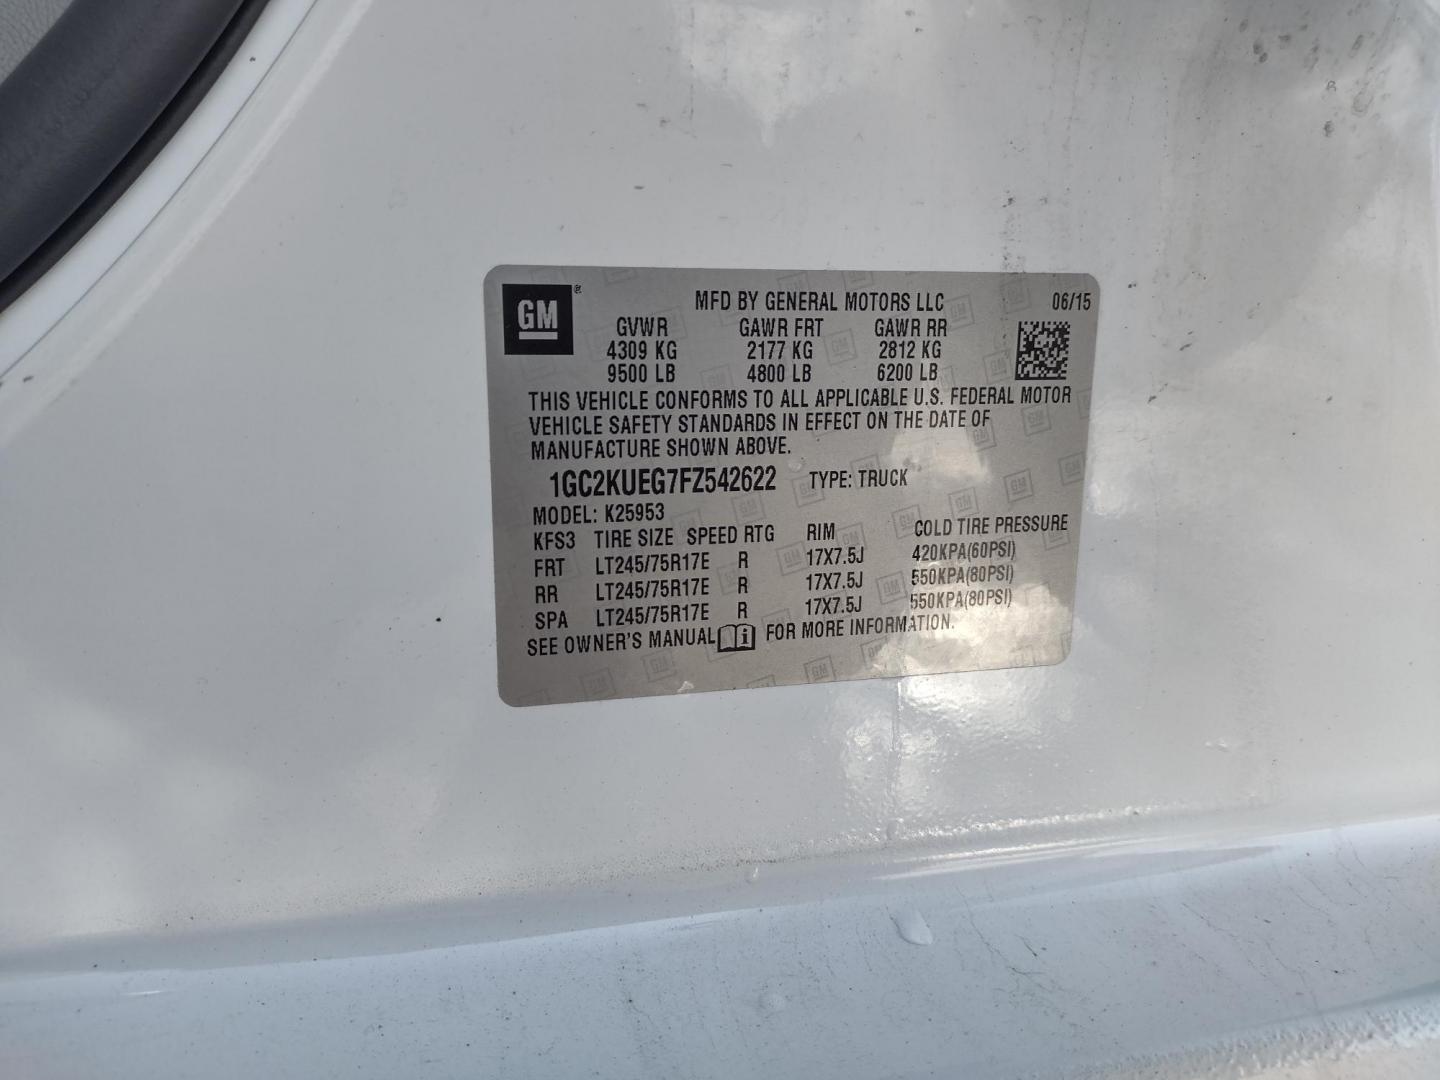 GM ®
MFD BY GENERAL MOTORS LLC 06/15
GVWR GAWR FRT GAWR RR
4309 KG 2177 KG 2812 KG
9500 LB 4800 LB 6200 LB
THIS VEHICLE CONFORMS TO ALL APPLICABLE U.S. FEDERAL MOTOR
VEHICLE SAFETY STANDARDS IN EFFECT ON THE DATE OF
MANUFACTURE SHOWN ABOVE.
1GC2KUEG7FZ542622 TYPE: TRUCK
MODEL: K25953
KFS3 TIRE SIZE SPEED RTG RIM COLD TIRE PRESSURE
FRT LT245/75R17E R 17X7.5J 420KPA(60PSI)
RR LT245/75R17E R 17X7.5J 550KPA(80PSI)
SPA LT245/75R17E R 17X7.5J 550KPA(80PSI)
SEE OWNER'S MANUAL FOR MORE INFORMATION.